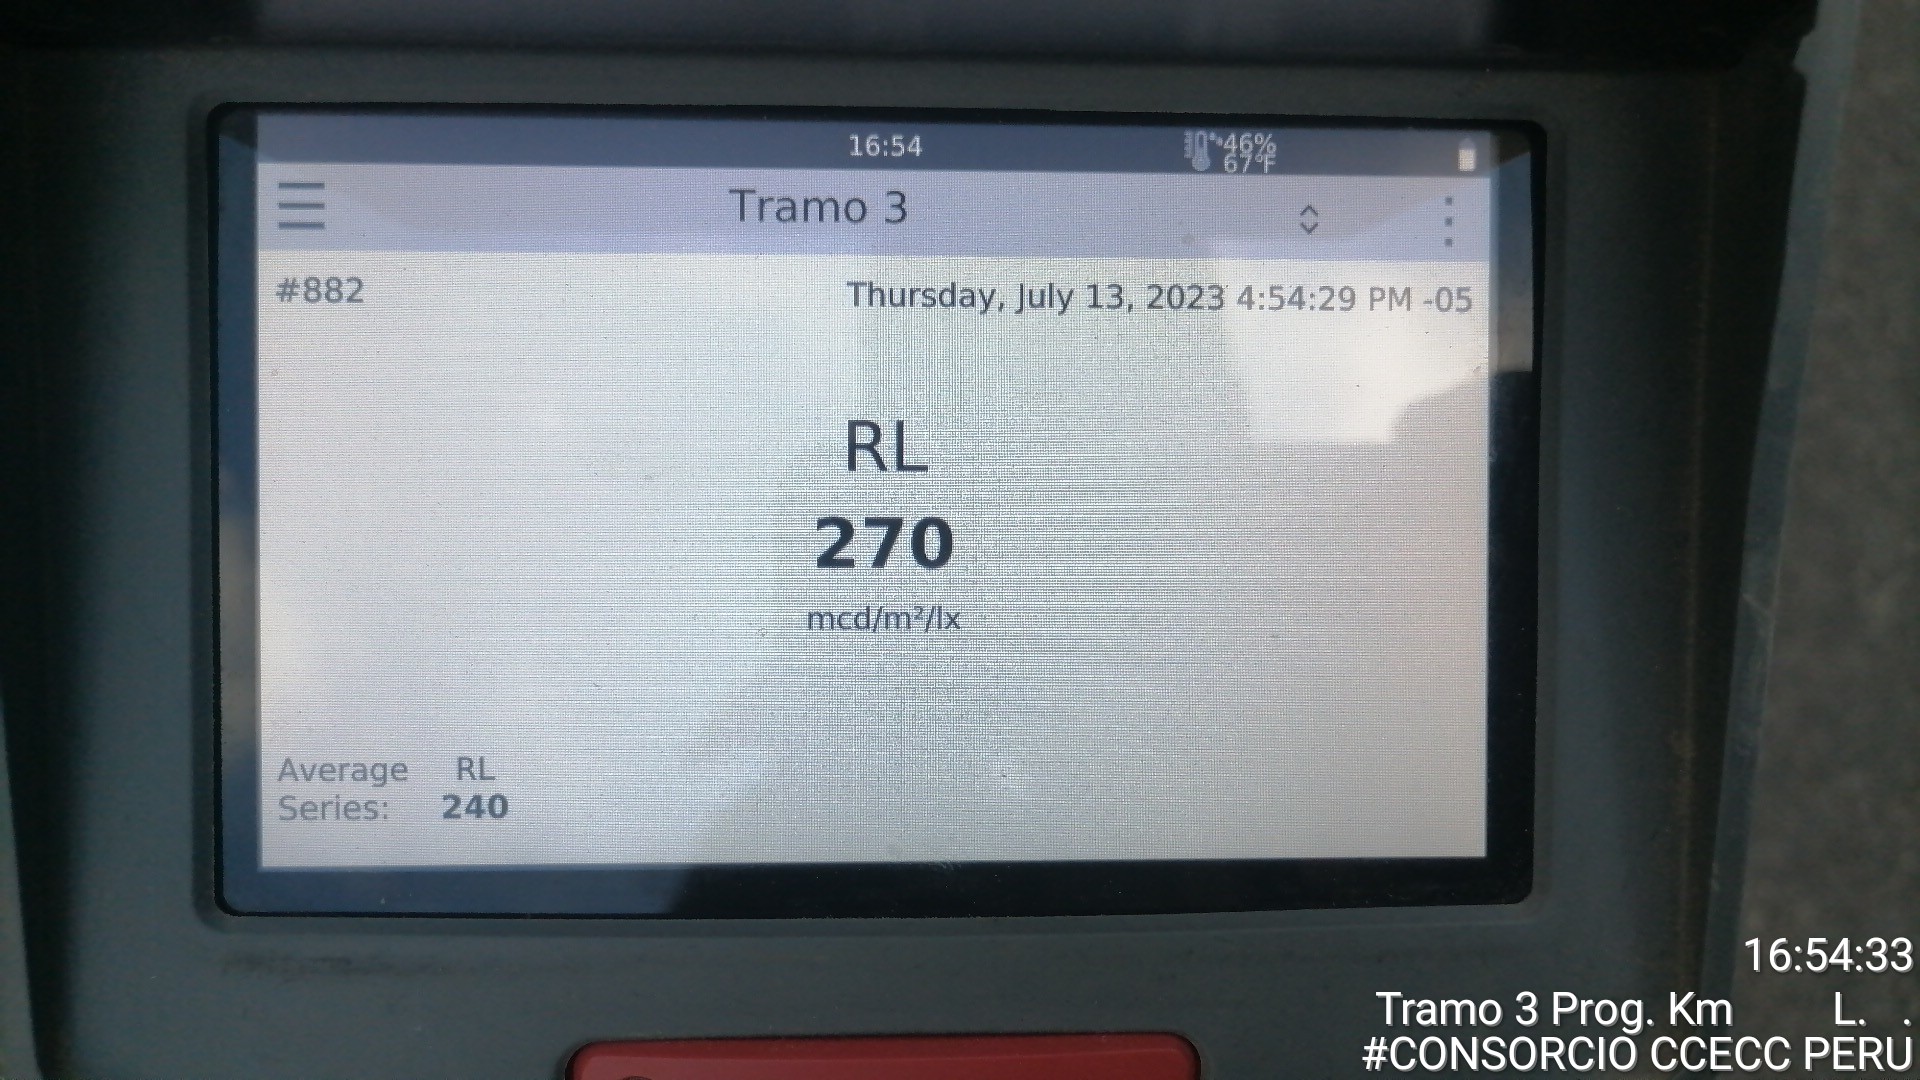 16:54
46%
67°F
Tramo 3
#882
Thursday, July 13, 2023 4:54:29 PM -05
RL
270
mcd/m²/lx
Average RL
Series: 240
16:54:33
Tramo 3 Prog. Km L. .
#CONSORCIO CCECC PERU